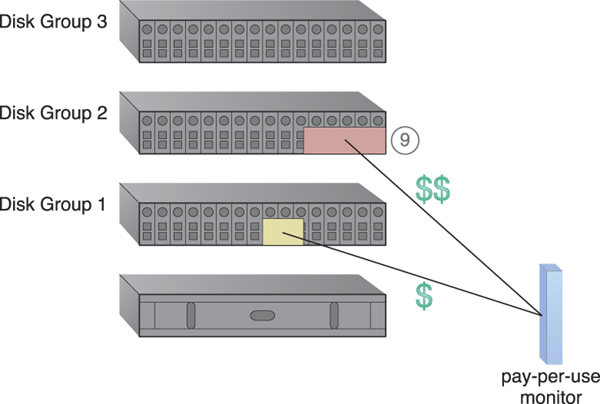 Disk Group 3
Disk Group 2
9
$$
Disk Group 1
$
pay-per-use
monitor